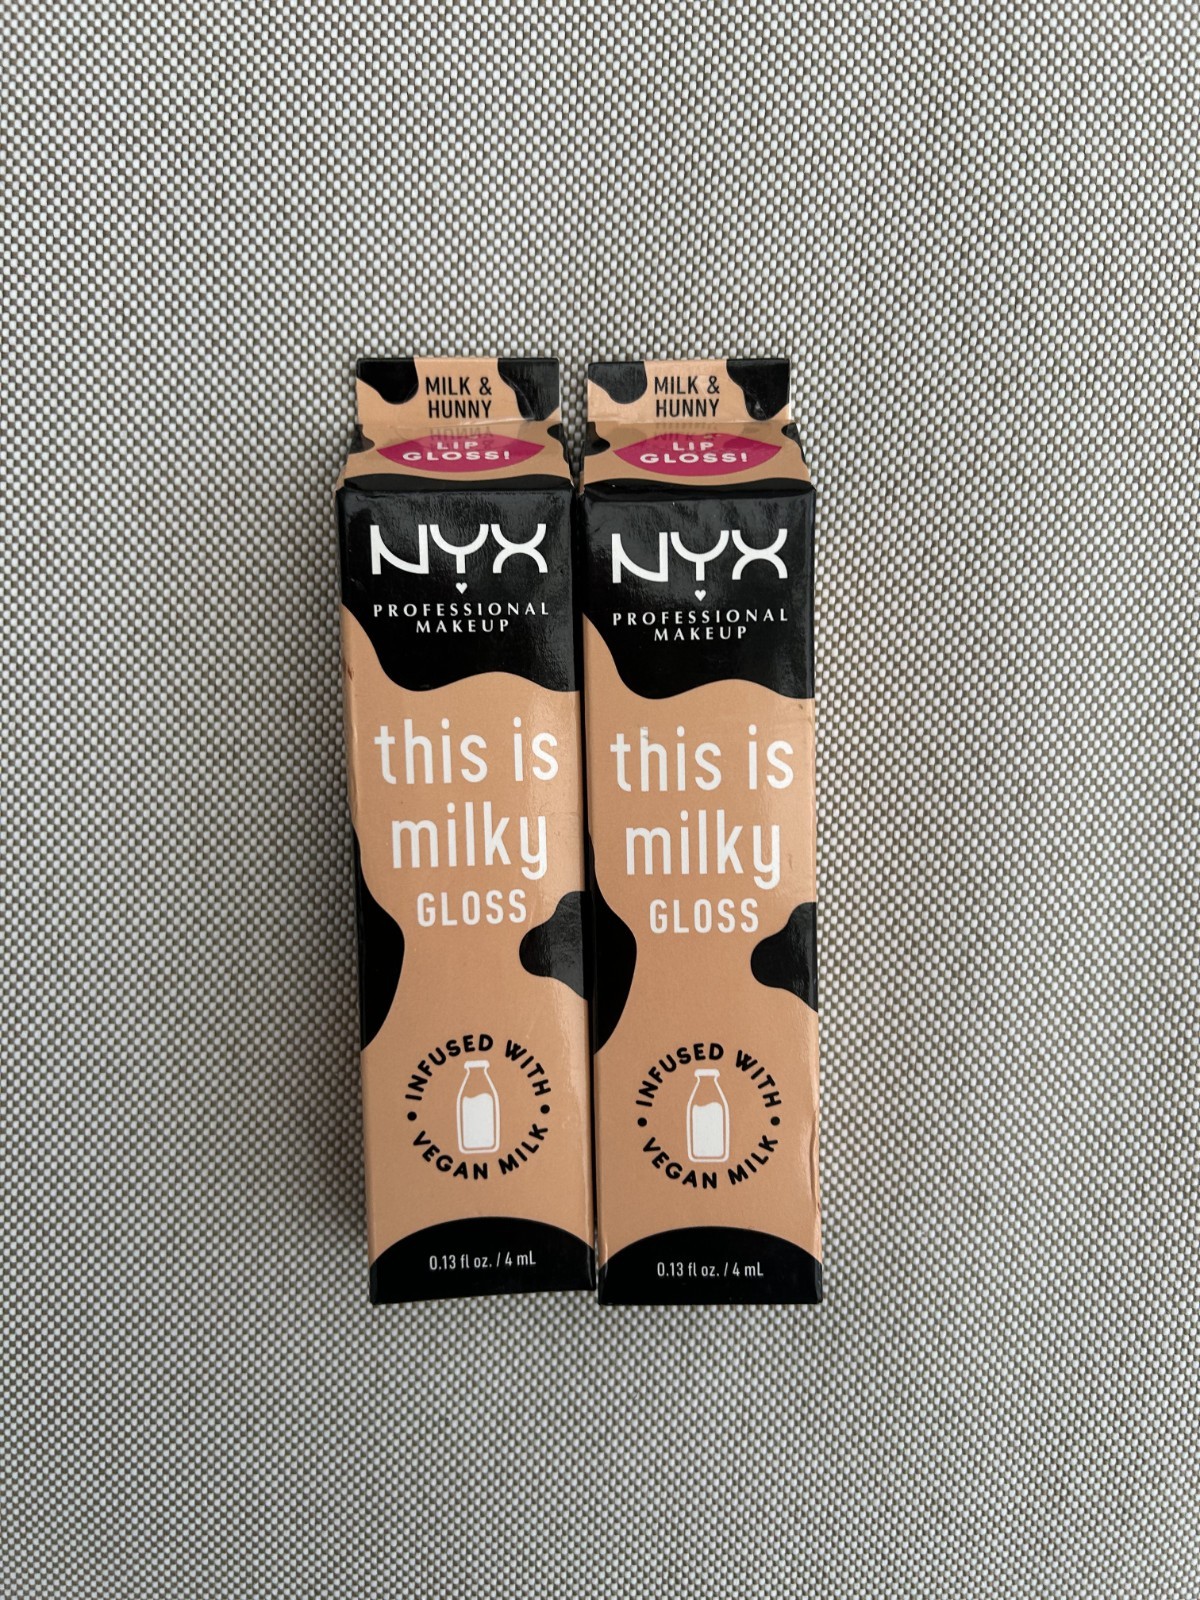 MILK &
HUNNY
LIP
GLOSS!
NYX
PROFESSIONAL
MAKEUP
this is
milky
GLOSS
• INFUSED WITH •
VEGAN MILK
0.13 fl oz. / 4 mL
MILK &
HUNNY
LIP
GLOSS!
NYX
PROFESSIONAL
MAKEUP
this is
milky
GLOSS
• INFUSED WITH •
VEGAN MILK
0.13 fl oz. / 4 mL